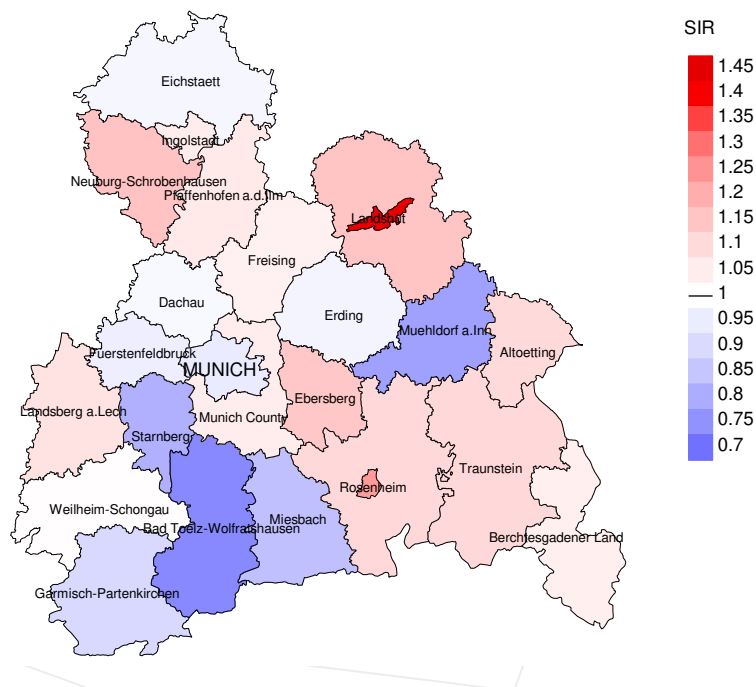 SIR
1.45
1.4
1.35
1.3
1.25
1.2
1.15
1.1
1.05
1
0.95
0.9
0.85
0.8
0.75
0.7
Eichstaett
Ingolstadt
Neuburg-Schrobenhausen
Pfaffenhofen a.d.Ilm
Landshut
Freising
Dachau
Erding
Muehldorf a.Inn
Altoetting
Fuerstenfeldbruck
MUNICH
Ebersberg
Landsberg a.Lech
Munich County
Starnberg
Traunstein
Rosenheim
Weilheim-Schongau
Miesbach
Bad Toelz-Wolfratshausen
Berchtesgadener Land
Garmisch-Partenkirchen